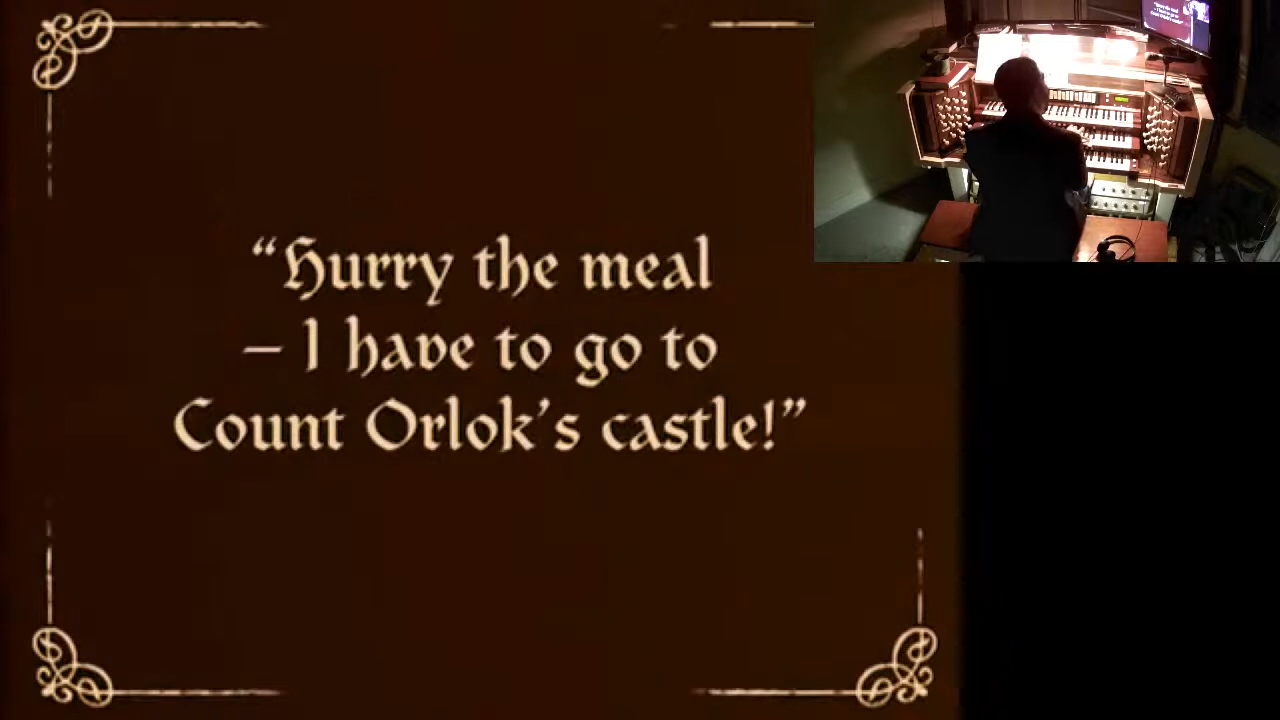 “Hurry the meal
– I have to go to
Count Orlok’s castle!”